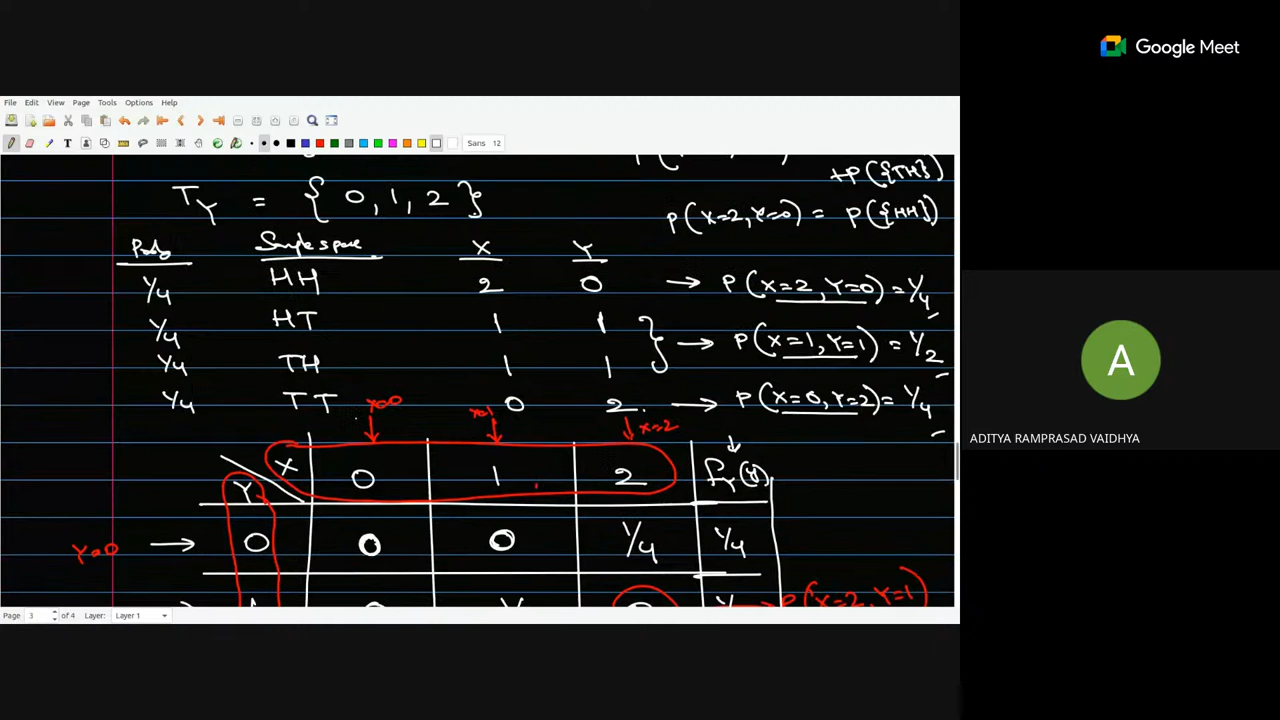 Google Meet
File Edit View Page Tools Options Help
Sans 12
+P({TH})
T_Y = { 0, 1, 2 }
P(X=2, Y=0) = P({HH})
Prob Sample space X Y
1/4 HH 2 0 → P(X=2, Y=0) = 1/4
1/4 HT 1 1
} → P(X=1, Y=1) = 1/2
1/4 TH 1 1
1/4 TT 0 2 → P(X=0, Y=2) = 1/4
X=0 X=1 X=2
X 0 1 2 f_Y(y)
Y
Y=0 → 0 0 0 1/4 1/4
P(X=2, Y=1)
Page 3 of 4 Layer: Layer 1
A
ADITYA RAMPRASAD VAIDHYA